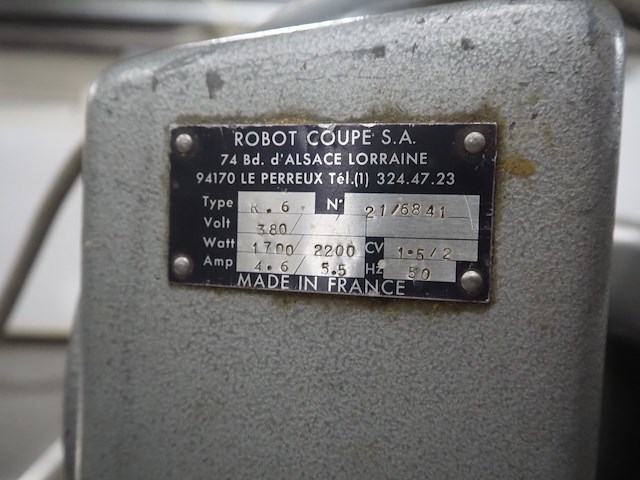 ROBOT COUPE S.A.
74 Bd. d'ALSACE LORRAINE
94170 LE PERREUX Tél.(1) 324.47.23
Type R.6 N° 21/6841
Volt 380/
Watt 1700/2200 CV 1.5/2
Amp 4.6/5.5 Hz 50
MADE IN FRANCE